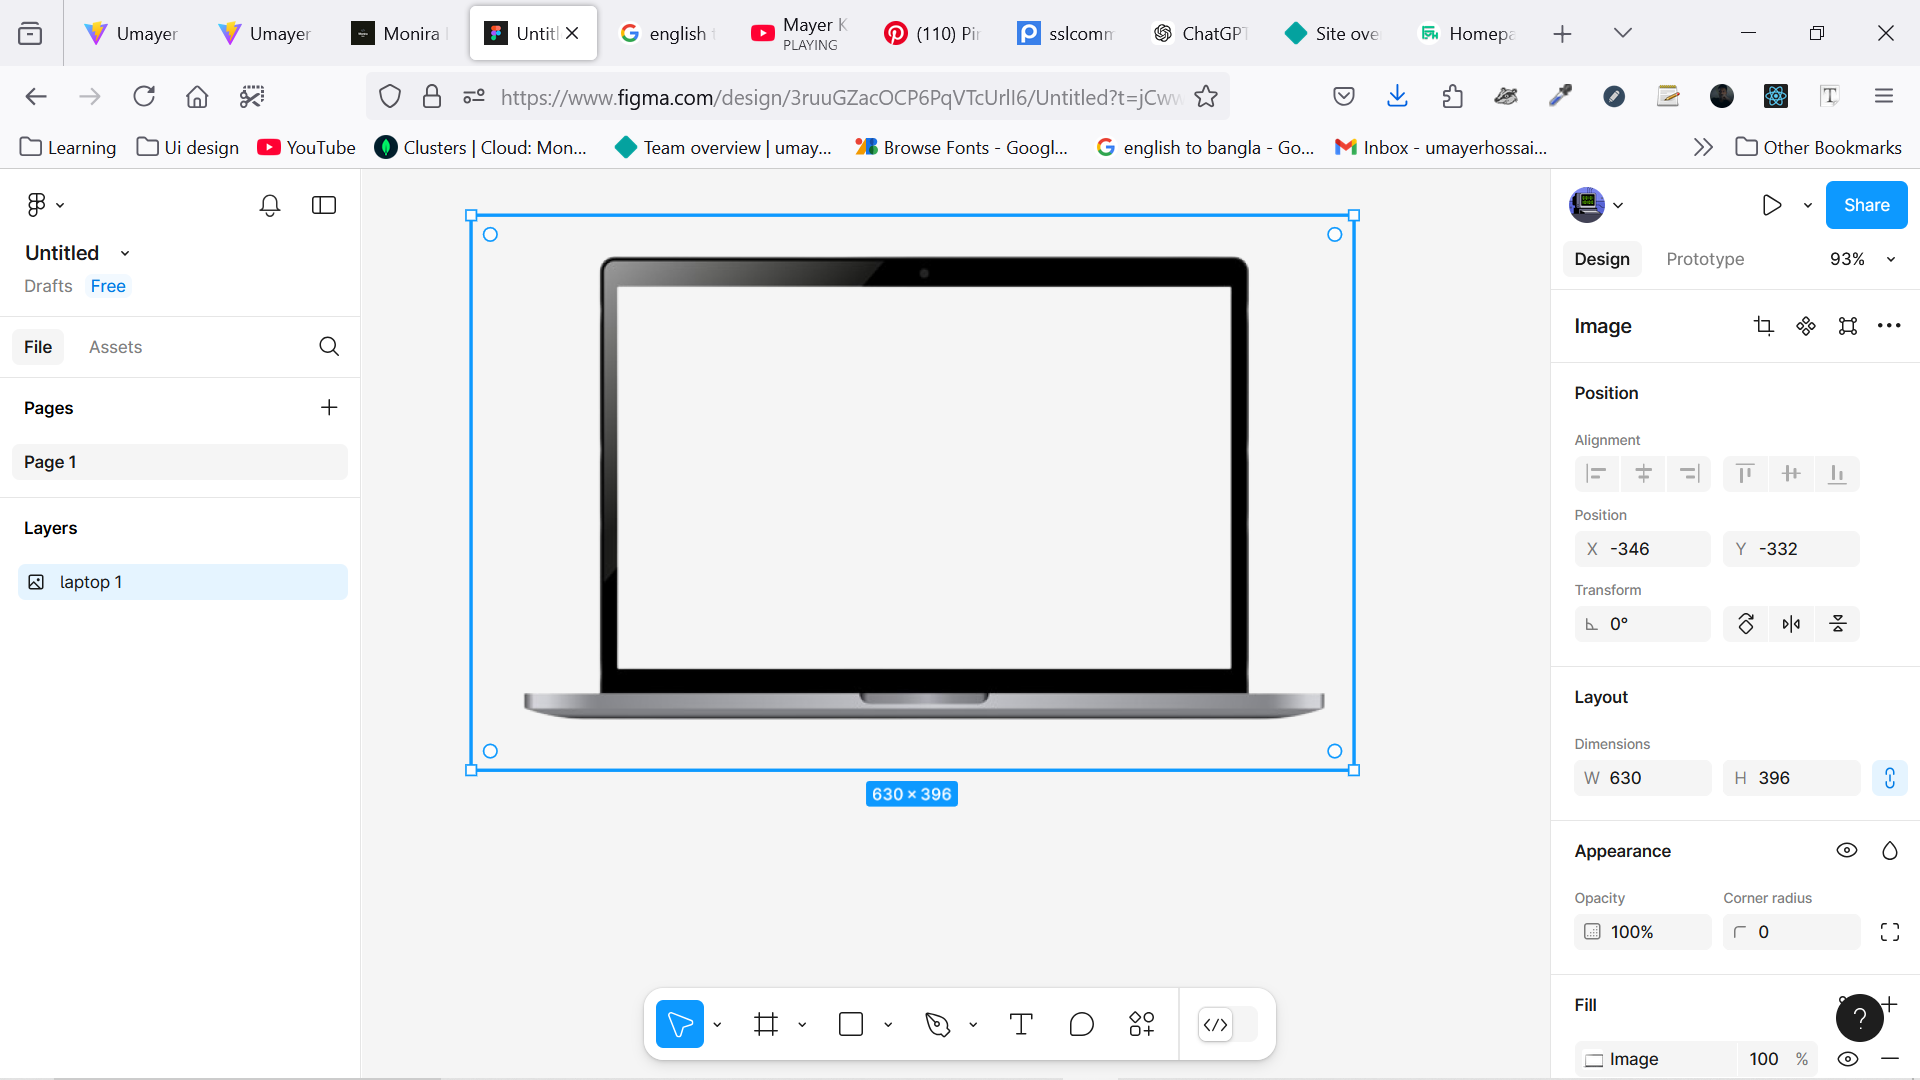 Umayer
Umayer
Monira
Untitl
english t
Mayer K
PLAYING
(110) Pi
sslcomm
ChatGPT
Site ove
Homepa
https://www.figma.com/design/3ruuGZacOCP6PqVTcUrlI6/Untitled?t=jCww
Learning
Ui design
YouTube
Clusters | Cloud: Mon...
Team overview | umay...
Browse Fonts - Googl...
english to bangla - Go...
Inbox - umayerhossai...
Other Bookmarks
Untitled
Drafts
Free
File
Assets
Pages
Page 1
Layers
laptop 1
630 × 396
Share
Design
Prototype
93%
Image
Position
Alignment
Position
X -346
Y -332
Transform
0°
Layout
Dimensions
W 630
H 396
Appearance
Opacity
Corner radius
100%
0
Fill
?
Image
100 %